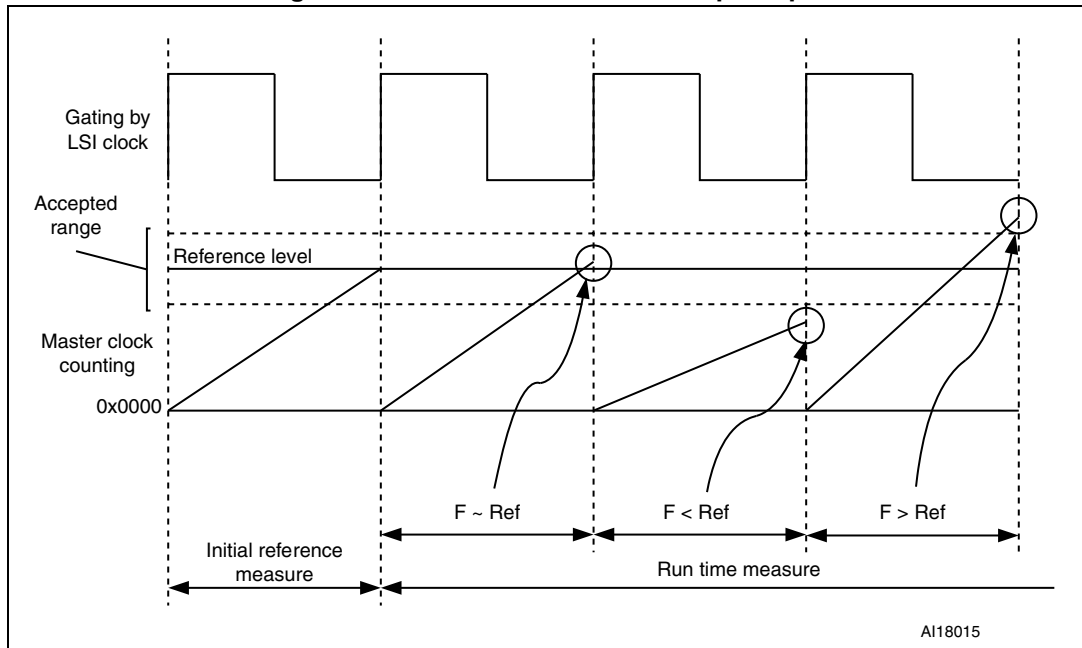 Gating by
LSI clock
Accepted
range
Reference level
Master clock
counting
0x0000
F ~ Ref
F < Ref
F > Ref
Initial reference
measure
Run time measure
AI18015